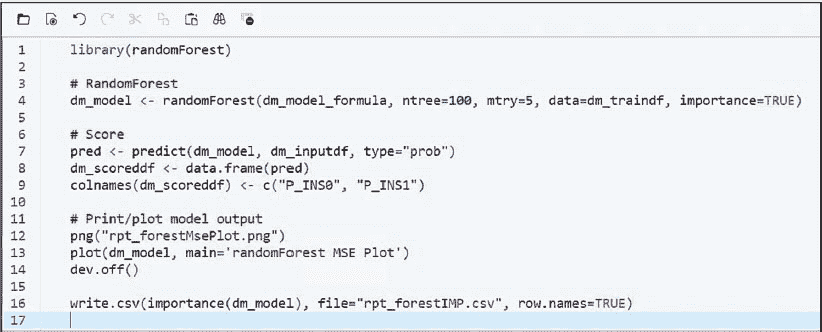 1 library(randomForest)
2
3 # RandomForest
4 dm_model <- randomForest(dm_model_formula, ntree=100, mtry=5, data=dm_traindf, importance=TRUE)
5
6 # Score
7 pred <- predict(dm_model, dm_inputdf, type="prob")
8 dm_scoreddf <- data.frame(pred)
9 colnames(dm_scoreddf) <- c("P_INS0", "P_INS1")
10
11 # Print/plot model output
12 png("rpt_forestMsePlot.png")
13 plot(dm_model, main='randomForest MSE Plot')
14 dev.off()
15
16 write.csv(importance(dm_model), file="rpt_forestIMP.csv", row.names=TRUE)
17